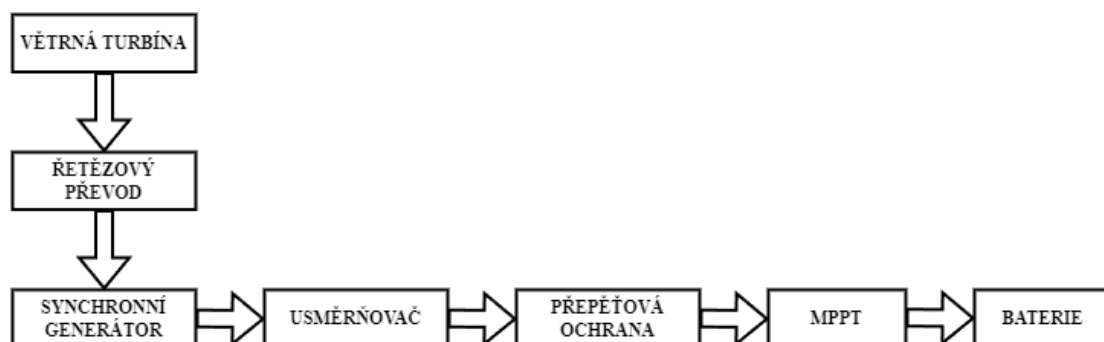 VĚTRNÁ TURBÍNA
ŘETĚZOVÝ
PŘEVOD
SYNCHRONNÍ
GENERÁTOR
USMĚRŇOVAČ
PŘEPĚŤOVÁ
OCHRANA
MPPT
BATERIE